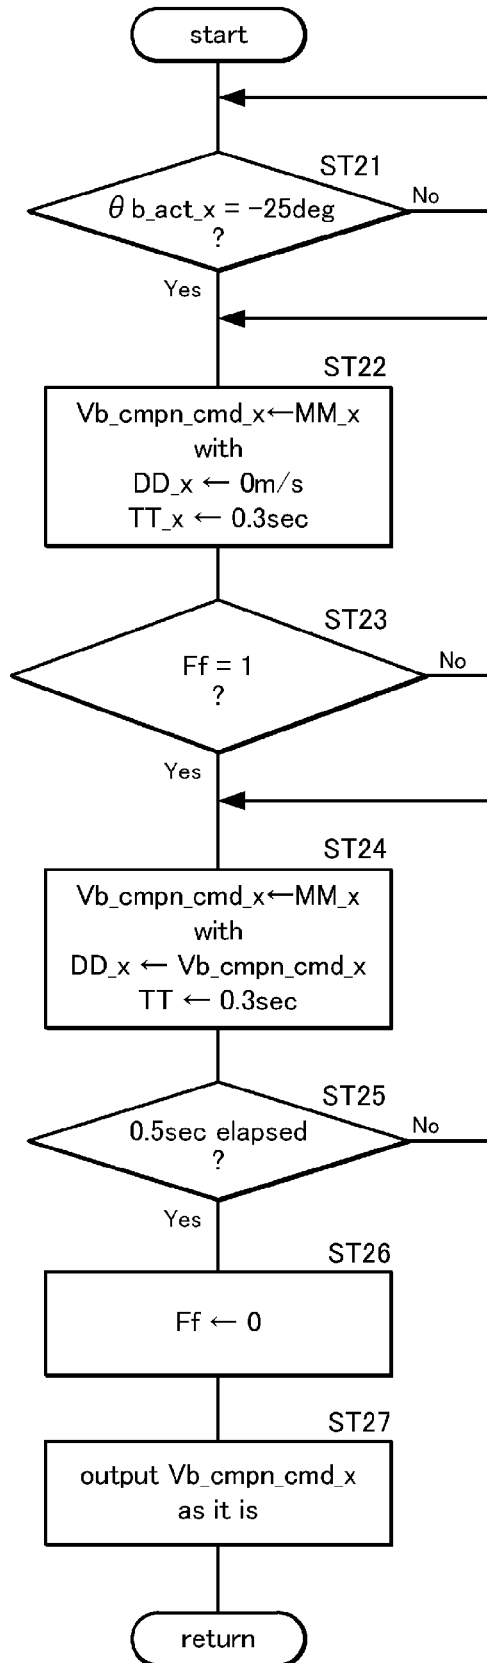 start
ST21
θb_act_x = -25deg
?
No
Yes
ST22
Vb_cmpn_cmd_x←MM_x
with
DD_x ← 0m/s
TT_x ← 0.3sec
ST23
Ff = 1
?
No
Yes
ST24
Vb_cmpn_cmd_x←MM_x
with
DD_x ← Vb_cmpn_cmd_x
TT ← 0.3sec
ST25
0.5sec elapsed
?
No
Yes
ST26
Ff ← 0
ST27
output Vb_cmpn_cmd_x
as it is
return